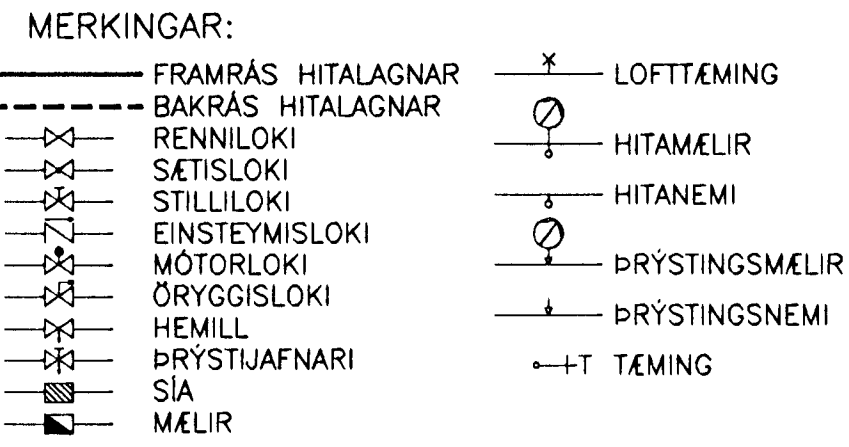 MERKINGAR:
FRAMRÁS HITALAGNAR
BAKRÁS HITALAGNAR
RENNILOKI
SÆTISLOKI
STILLILOKI
EINSTEYMISLOKI
MÓTORLOKI
ÖRYGGISLOKI
HEMILL
ÞRÝSTIJAFNARI
SÍA
MÆLIR
LOFTTÆMING
HITAMÆLIR
HITANEMI
ÞRÝSTINGSMÆLIR
ÞRÝSTINGSNEMI
T TÆMING